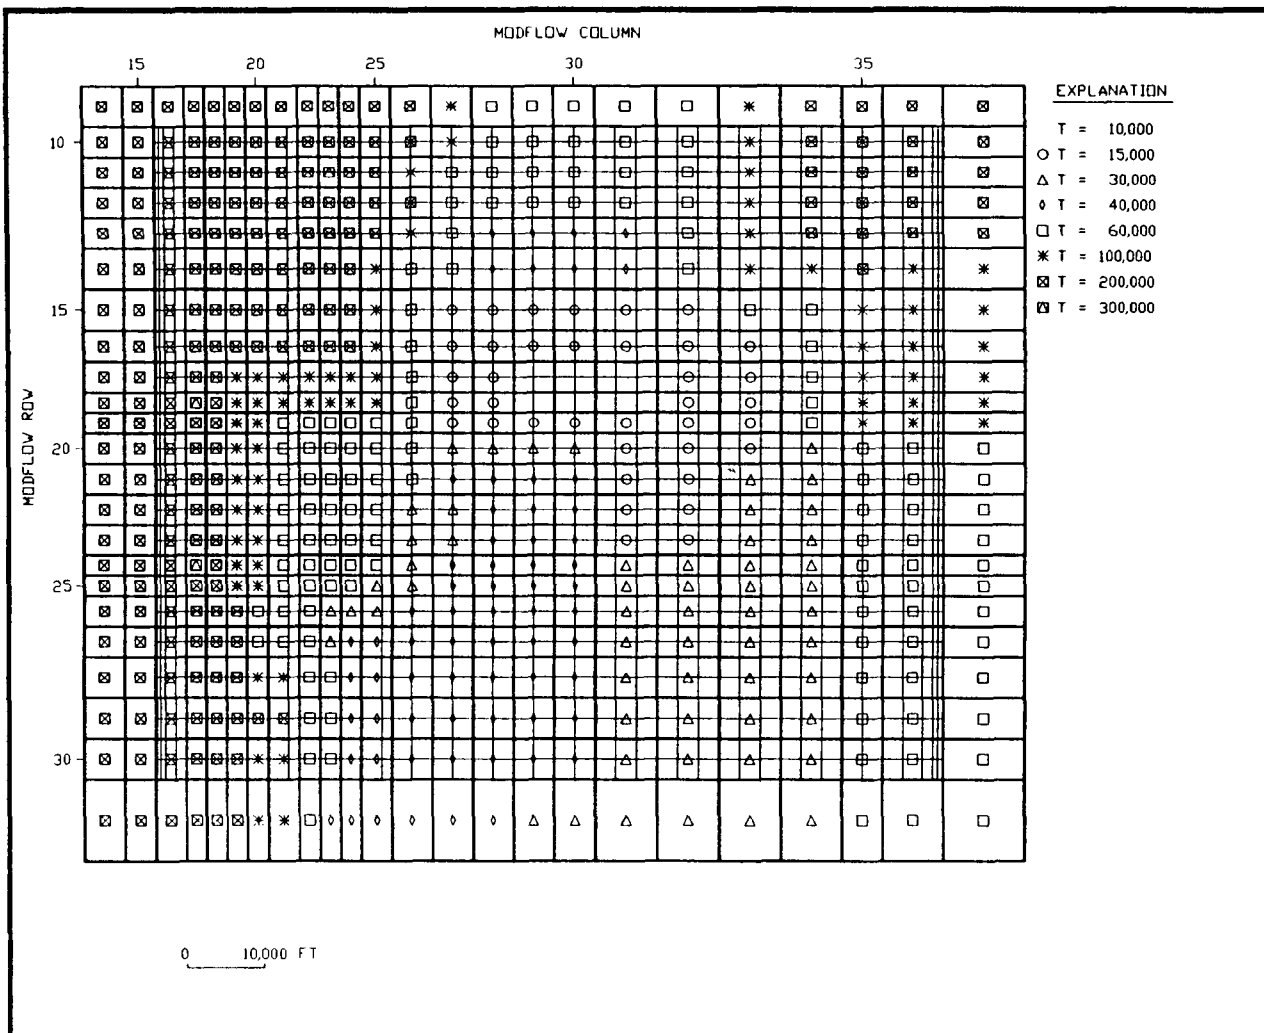 MODFLOW COLUMN
15 20 25 30 35
EXPLANATION
T = 10,000
T = 15,000
T = 30,000
T = 40,000
T = 60,000
T = 100,000
T = 200,000
T = 300,000
MODFLOW ROW
10
15
20
25
30
0 10,000 FT